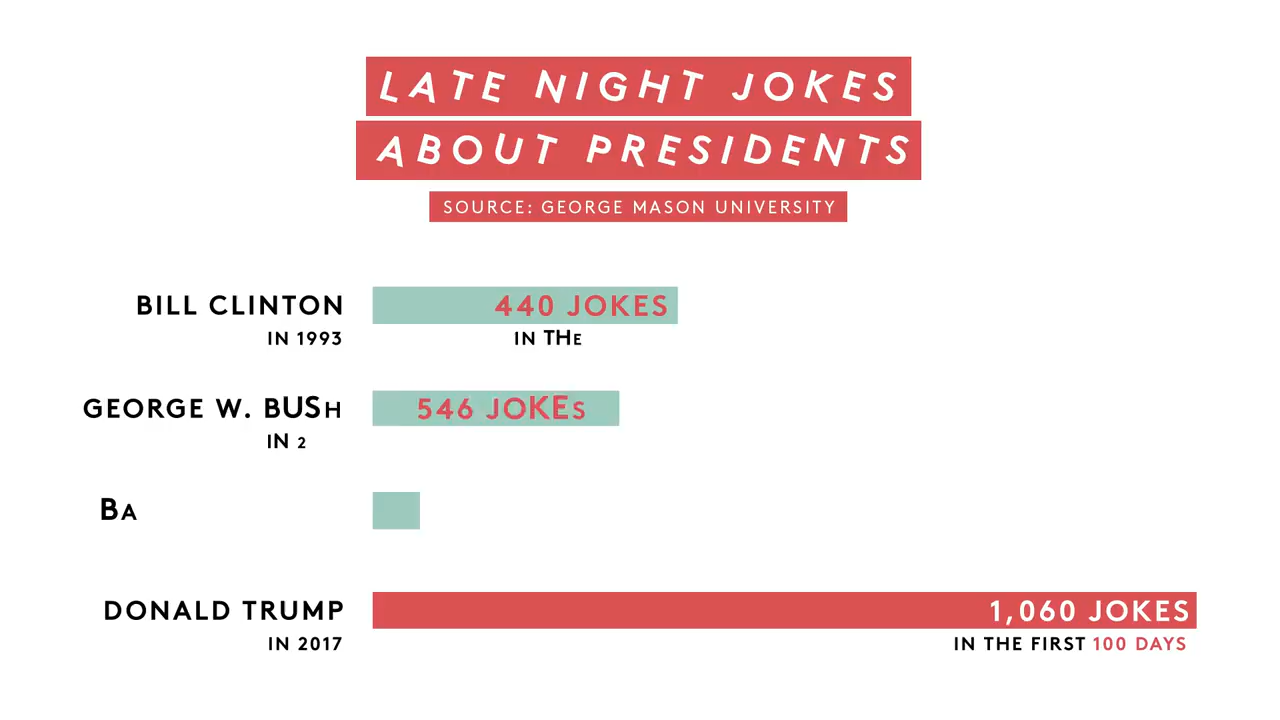 LATE NIGHT JOKES
ABOUT PRESIDENTS
SOURCE: GEORGE MASON UNIVERSITY
BILL CLINTON 440 JOKES
IN 1993 IN THE
GEORGE W. BUSH 546 JOKES
IN 2
BA
DONALD TRUMP 1,060 JOKES
IN 2017 IN THE FIRST 100 DAYS